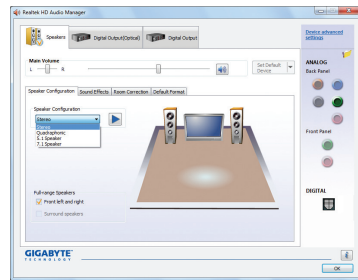 Realtek HD Audio Manager
Speakers
Digital Output(Optical)
Digital Output
Device advanced settings
Main Volume
L
R
Set Default Device
ANALOG
Back Panel
Speaker Configuration
Sound Effects
Room Correction
Default Format
Speaker Configuration
Stereo
Stereo
Quadraphonic
5.1 Speaker
7.1 Speaker
Front Panel
Full-range Speakers
Front left and right
Surround speakers
DIGITAL
GIGABYTE
TECHNOLOGY
OK